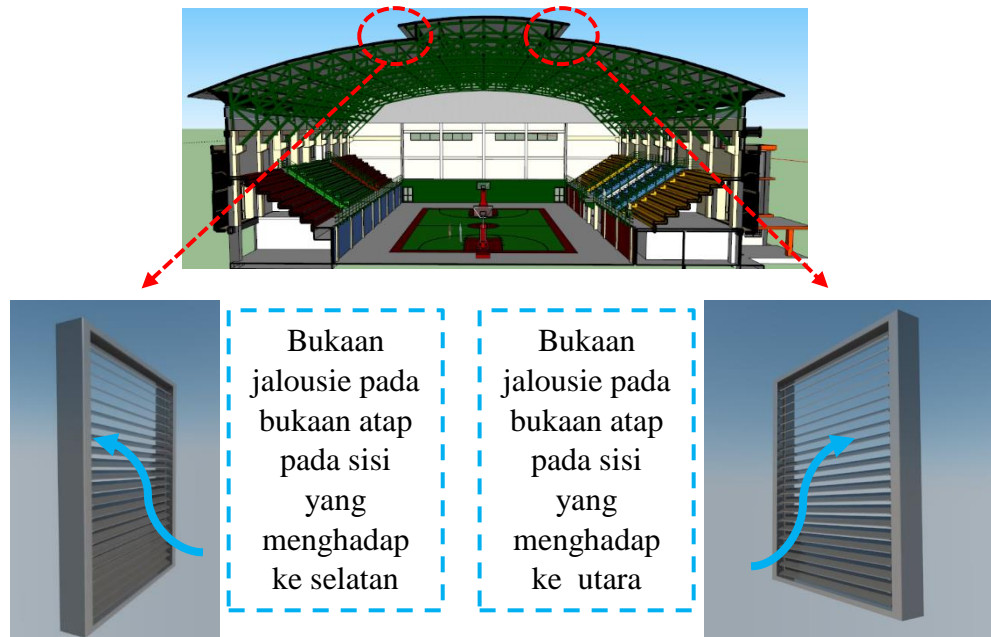 Bukaan
jalousie pada
bukaan atap
pada sisi
yang
menghadap
ke selatan
Bukaan
jalousie pada
bukaan atap
pada sisi
yang
menghadap
ke utara